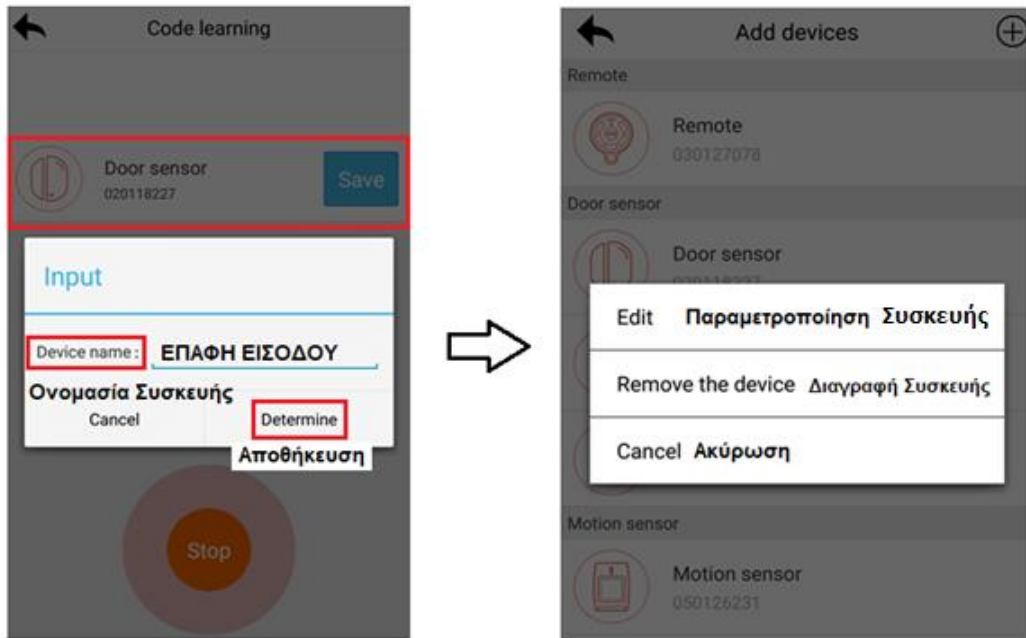 Code learning
Door sensor
020118227
Save
Input
Device name :
ΕΠΑΦΗ ΕΙΣΟΔΟΥ
Ονομασία Συσκευής
Cancel
Determine
Αποθήκευση
Stop
Add devices
Remote
Remote
030127078
Door sensor
Door sensor
020118227
Edit Παραμετροποίηση Συσκευής
Remove the device Διαγραφή Συσκευής
Cancel Ακύρωση
Motion sensor
Motion sensor
050126231